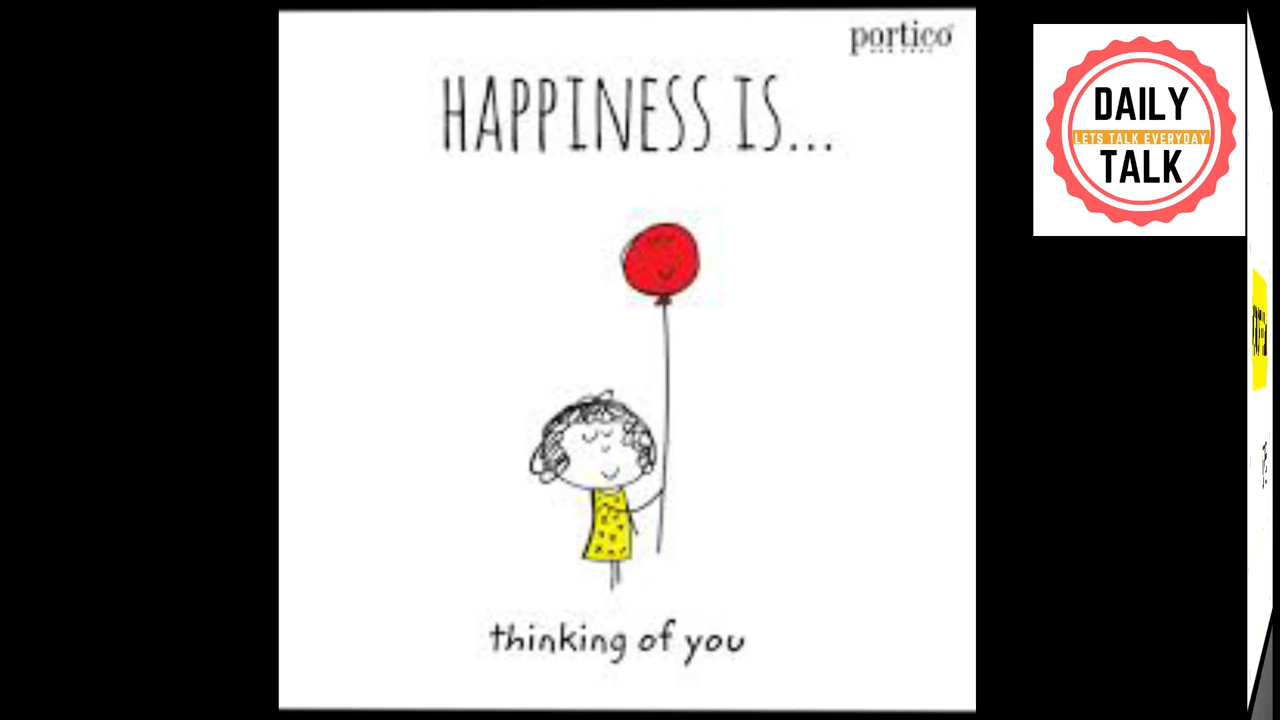 portico
HAPPINESS IS...
thinking of you
DAILY
LETS TALK EVERYDAY
TALK